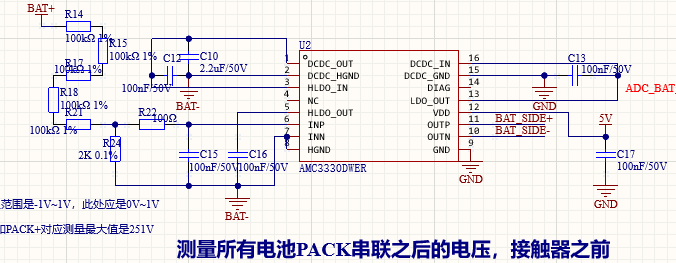 BAT+
R14
100kΩ 1%
R15
100kΩ 1%
R17
100kΩ 1%
R18
100kΩ 1%
R21
100kΩ 1%
R22
100Ω
R24
2K 0.1%
C12
100nF/50V
C10
2.2uF/50V
BAT-
C15
100nF/50V
C16
100nF/50V
BAT-
U2
1 DCDC_OUT
2 DCDC_HGND
3 HLDO_IN
4 NC
5 HLDO_OUT
6 INP
7 INN
8 HGND
DCDC_IN 16
DCDC_GND 15
DIAG 14
LDO_OUT 13
VDD 12
OUTP 11
OUTN 10
GND 9
AMC3330DWER
C13
100nF/50V
GND
ADC_BAT_
BAT_SIDE+
BAT_SIDE-
5V
C17
100nF/50V
GND
GND
范围是-1V~1V，此处应是0V~1V
PACK+对应测量最大值是251V
测量所有电池PACK串联之后的电压，接触器之前